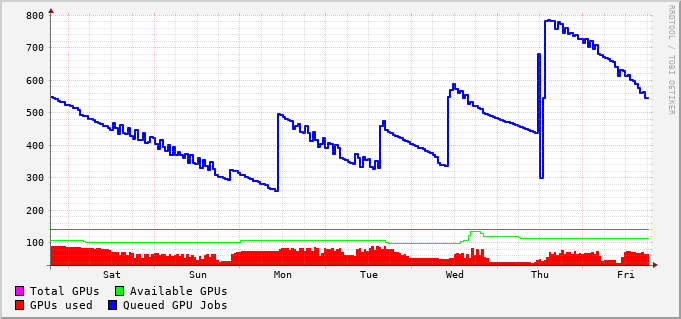 800
700
600
500
400
300
200
100
Sat Sun Mon Tue Wed Thu Fri
Total GPUs Available GPUs
GPUs used Queued GPU Jobs
RRDTOOL / TOBI OETIKER